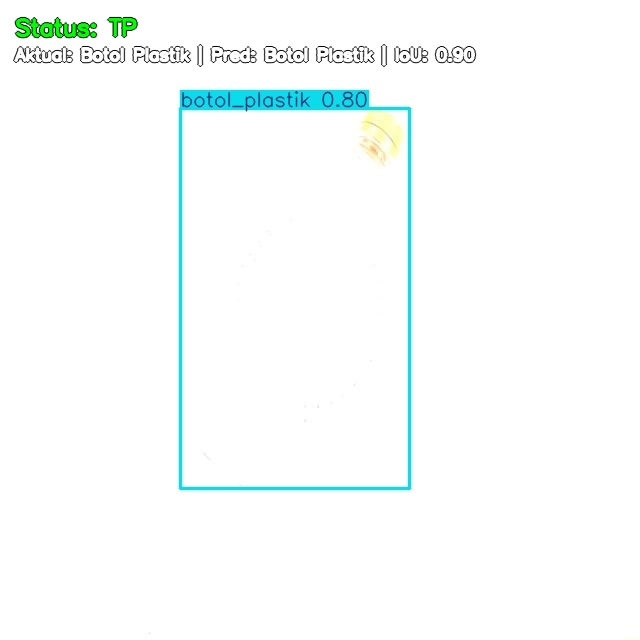 Status: TP
Aktual: Botol Plastik | Pred: Botol Plastik | IoU: 0.90
botol_plastik 0.80